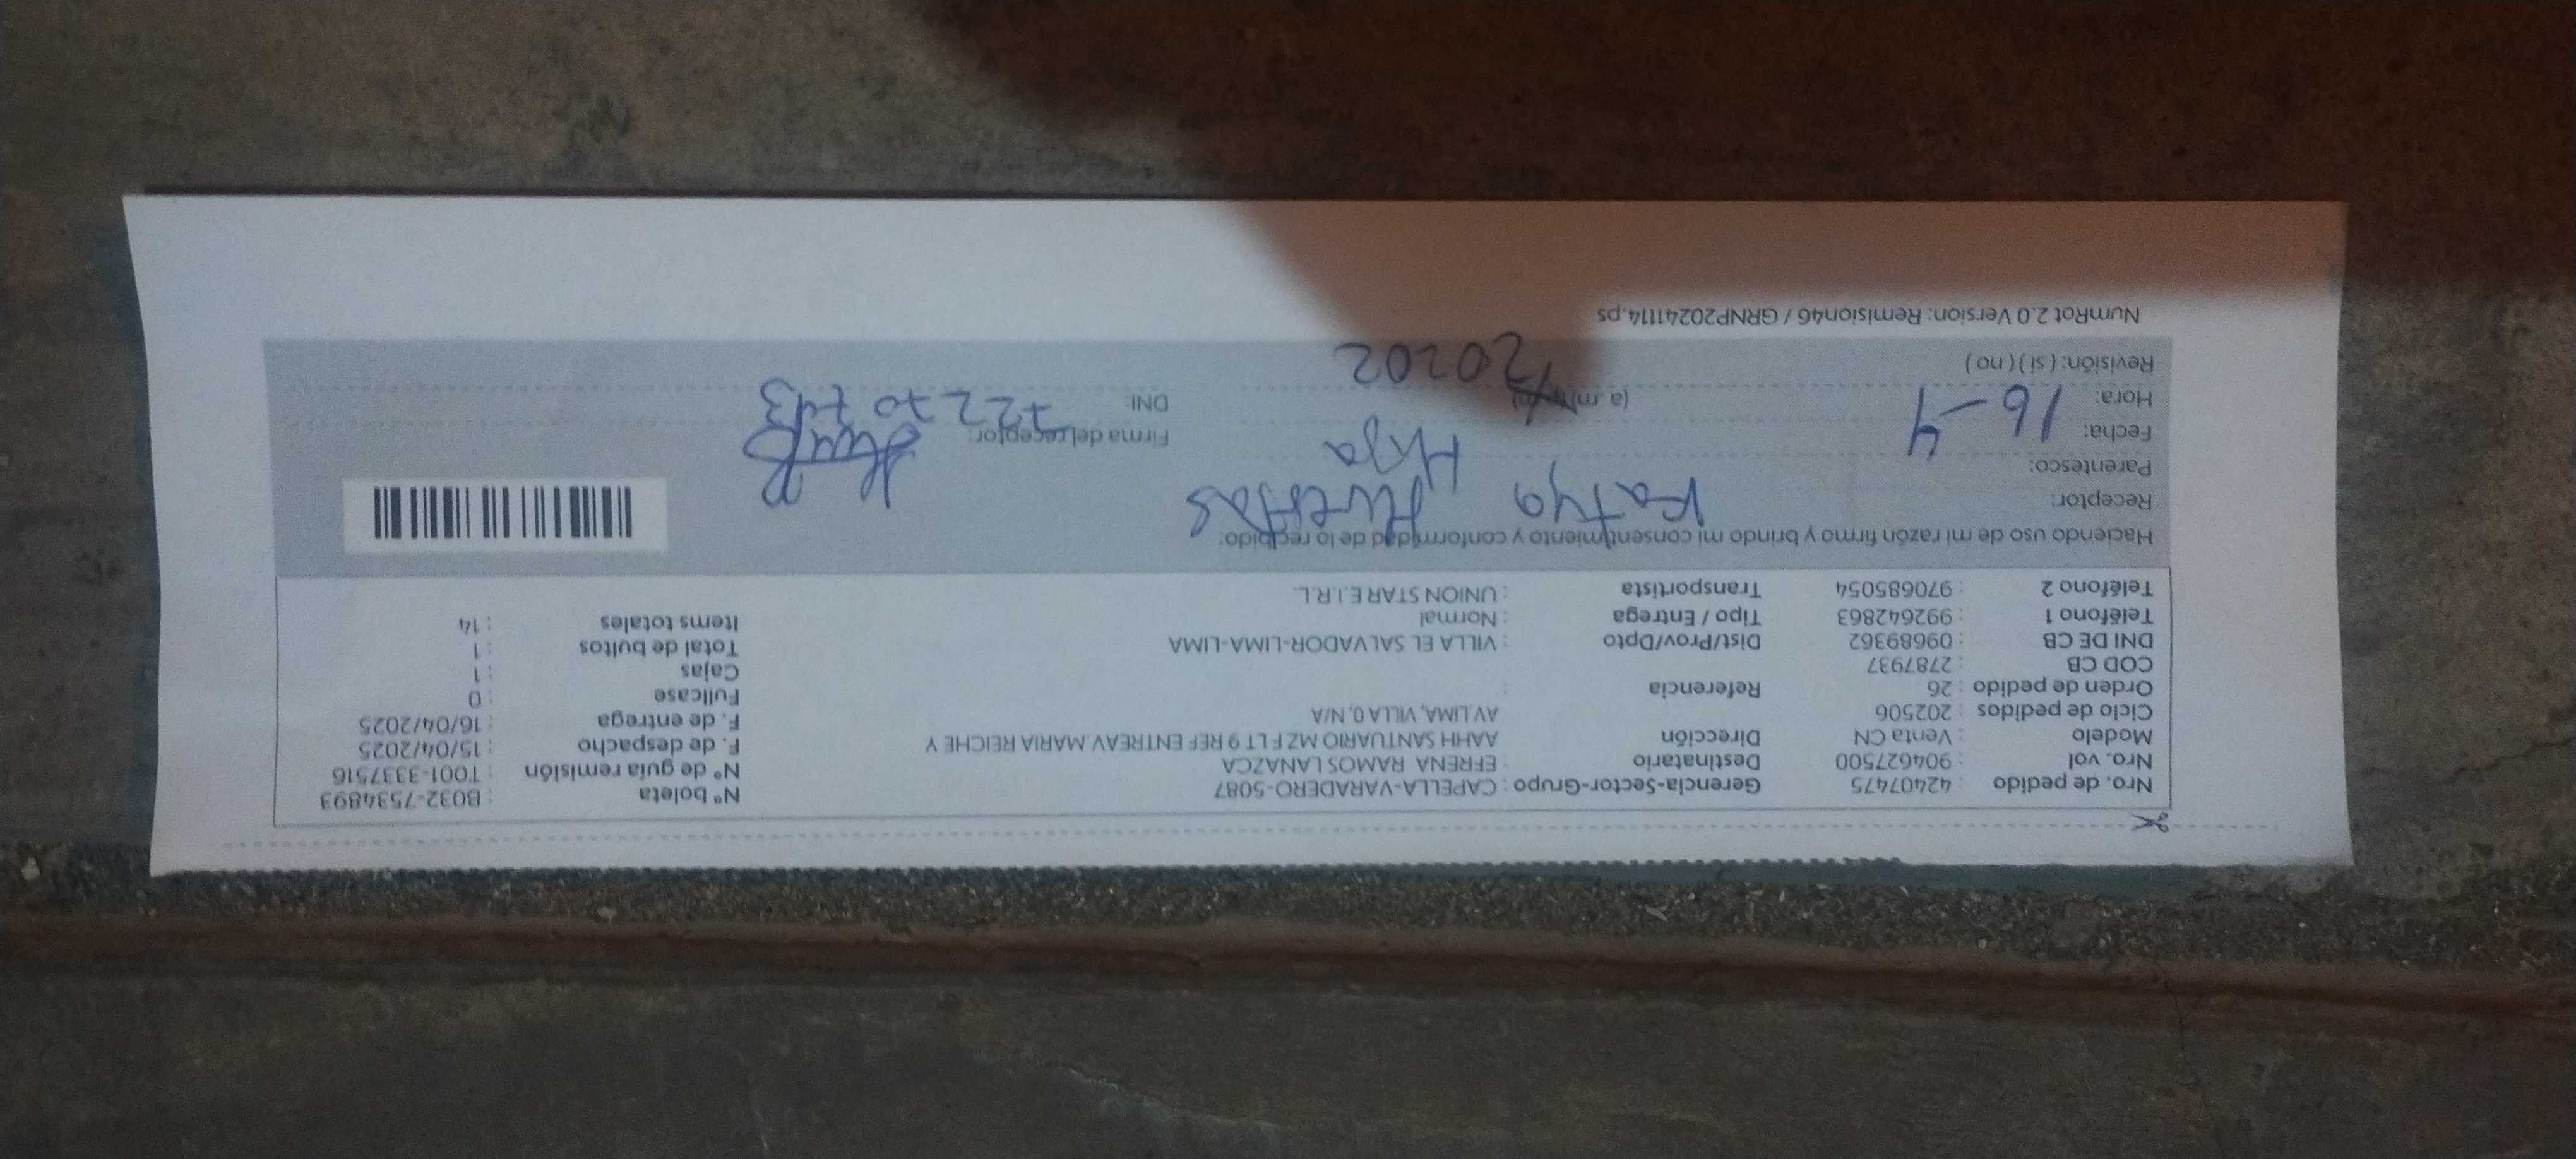 Nro. de pedido : 42407475 Gerencia-Sector-Grupo : CAPELLA-VARADERO-5087 Nº boleta : B032-7534893
Nro. vol : 904627500 Destinatario : EFRENA RAMOS LANAZCA Nº de guía remisión : T001-3337516
Modelo : Venta CN Dirección AAHH SANTUARIO MZ F LT 9 REF ENTREAV. MARIA REICHE Y F. de despacho : 15/04/2025
Ciclo de pedidos : 202506 AV.LIMA, VILLA 0, N/A F. de entrega : 16/04/2025
Orden de pedido : 26 Referencia : Fullcase : 0
COD CB : 2787937 Cajas : 1
DNI DE CB : 09689362 Dist/Prov/Dpto : VILLA EL SALVADOR-LIMA-LIMA Total de bultos : 1
Teléfono 1 : 992642863 Tipo / Entrega : Normal Items totales : 14
Teléfono 2 : 970685054 Transportista : UNION STAR E.I.R.L.
Haciendo uso de mi razón firmo y brindo mi consentimiento y conformidad de lo recibido:
Receptor: Katya Huertas
Parentesco: Hija
Fecha: 16-4 Firma del receptor:
Hora: (a. m/p. m) DNI:
Revisión: ( si ) ( no )
NumRot 2.0 Version: Remision46 / GRNP20241114.ps